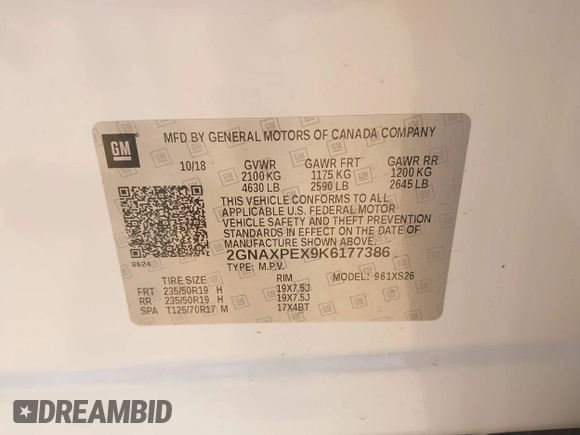 GM
MFD BY GENERAL MOTORS OF CANADA COMPANY
10/18 GVWR GAWR FRT GAWR RR
2100 KG 1175 KG 1200 KG
4630 LB 2590 LB 2645 LB
THIS VEHICLE CONFORMS TO ALL
APPLICABLE U.S. FEDERAL MOTOR
VEHICLE SAFETY AND THEFT PREVENTION
STANDARDS IN EFFECT ON THE DATE OF
MANUFACTURE SHOWN ABOVE.
8624
2GNAXPEX9K6177386
TYPE: M.P.V. MODEL: 961XS26
TIRE SIZE RIM
FRT 235/50R19 H 19X7.5J
RR 235/50R19 H 19X7.5J
SPA T125/70R17 M 17X4BT
DREAMBID